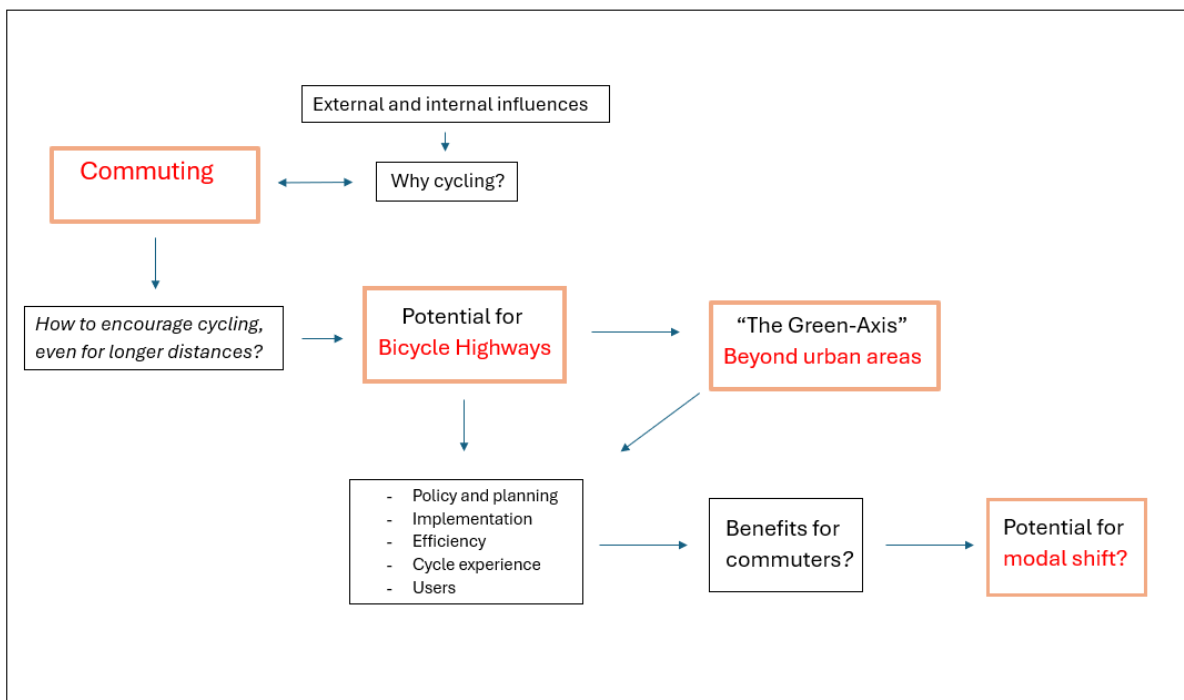 External and internal influences
Commuting
Why cycling?
How to encourage cycling,
even for longer distances?
Potential for
Bicycle Highways
“The Green-Axis”
Beyond urban areas
- Policy and planning
- Implementation
- Efficiency
- Cycle experience
- Users
Benefits for
commuters?
Potential for
modal shift?